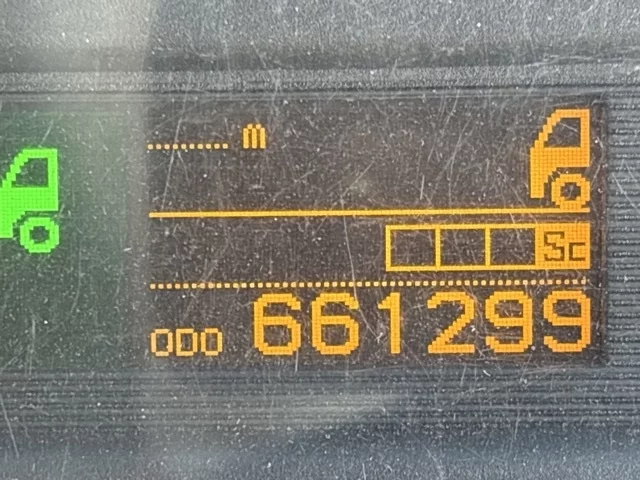 ........ m
Sc
ODO 661299